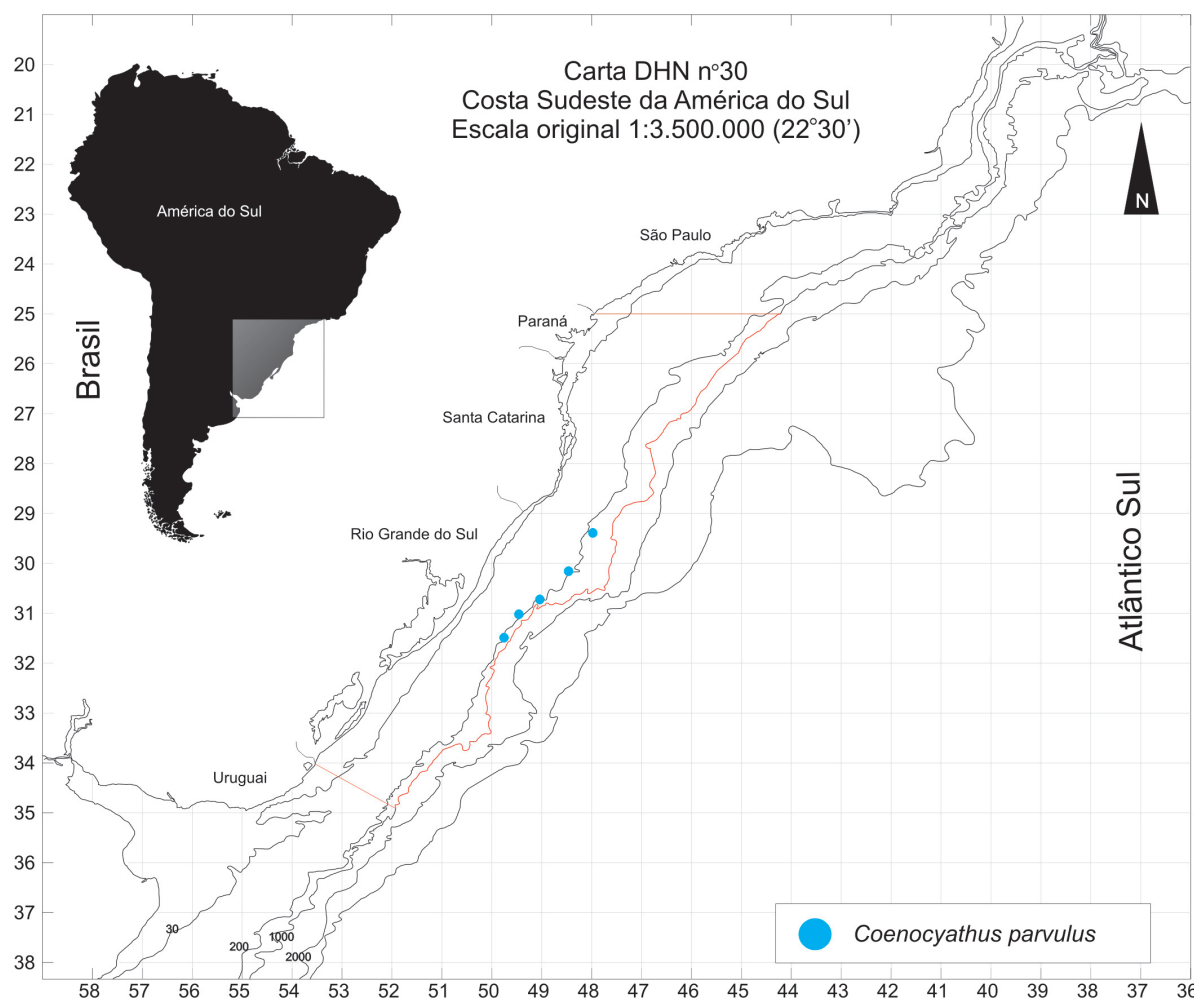 Carta DHN n°30
Costa Sudeste da América do Sul
Escala original 1:3.500.000 (22°30’)
América do Sul
Brasil
N
São Paulo
Paraná
Santa Catarina
Rio Grande do Sul
Uruguai
Atlântico Sul
30
200
1000
2000
Coenocyathus parvulus
20
21
22
23
24
25
26
27
28
29
30
31
32
33
34
35
36
37
38
58 57 56 55 54 53 52 51 50 49 48 47 46 45 44 43 42 41 40 39 38 37 36